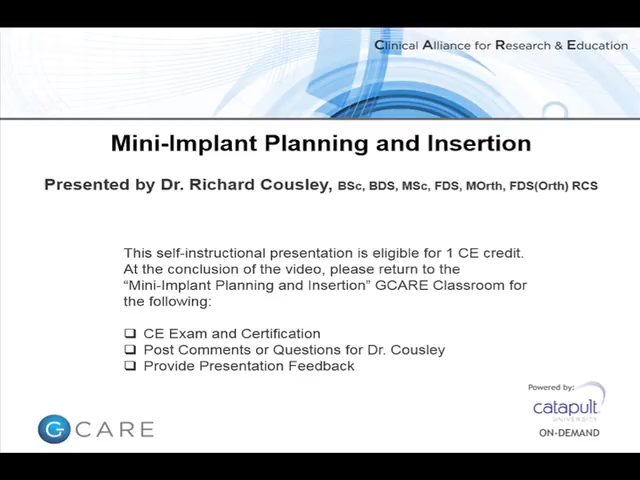 Clinical Alliance for Research & Education
Mini-Implant Planning and Insertion
Presented by Dr. Richard Cousley, BSc, BDS, MSc, FDS, MOrth, FDS(Orth) RCS
This self-instructional presentation is eligible for 1 CE credit.
At the conclusion of the video, please return to the
“Mini-Implant Planning and Insertion” GCARE Classroom for
the following:
CE Exam and Certification
Post Comments or Questions for Dr. Cousley
Provide Presentation Feedback
Powered by:
catapult
UNIVERSITY
ON-DEMAND
G CARE